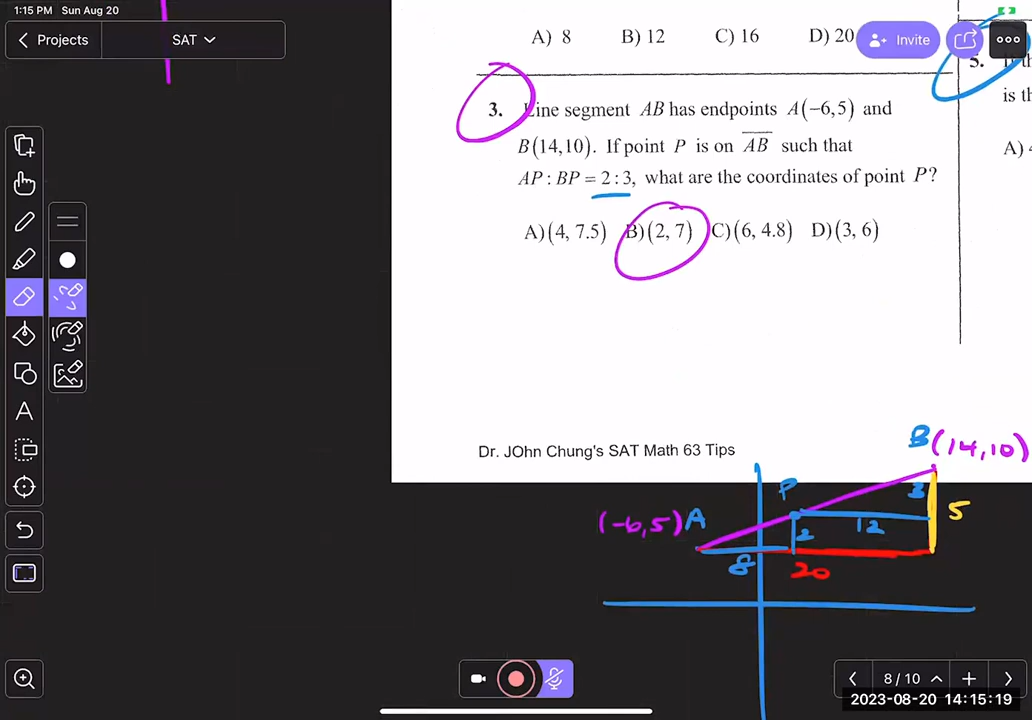 1:15 PM Sun Aug 20
Projects
SAT
A) 8 B) 12 C) 16 D) 20
Invite
5. If th
is th
A) 4
3. Line segment AB has endpoints A(−6,5) and
B(14,10). If point P is on AB such that
AP : BP = 2 : 3, what are the coordinates of point P?
A)(4, 7.5) B)(2, 7) C)(6, 4.8) D)(3, 6)
A
Dr. JOhn Chung's SAT Math 63 Tips
B(14,10)
P
3
5
(-6,5)A
2
12
8
20
8 / 10
2023-08-20 14:15:19